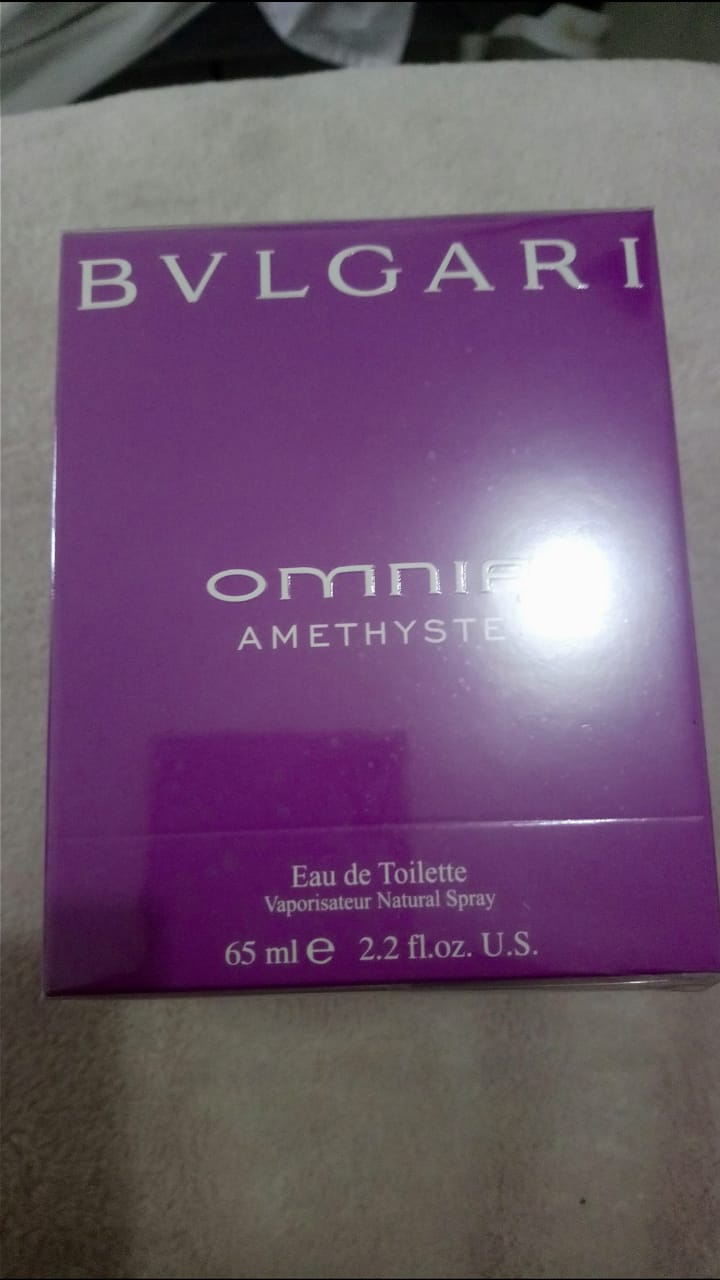 BVLGARI
OMNIA
AMETHYSTE
Eau de Toilette
Vaporisateur Natural Spray
65 ml e 2.2 fl.oz. U.S.